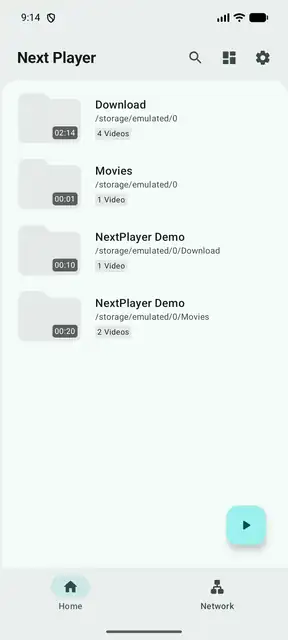 9:14
Next Player
Download
/storage/emulated/0
02:14
4 Videos
Movies
/storage/emulated/0
00:01
1 Video
NextPlayer Demo
/storage/emulated/0/Download
00:10
1 Video
NextPlayer Demo
/storage/emulated/0/Movies
00:20
2 Videos
Home
Network